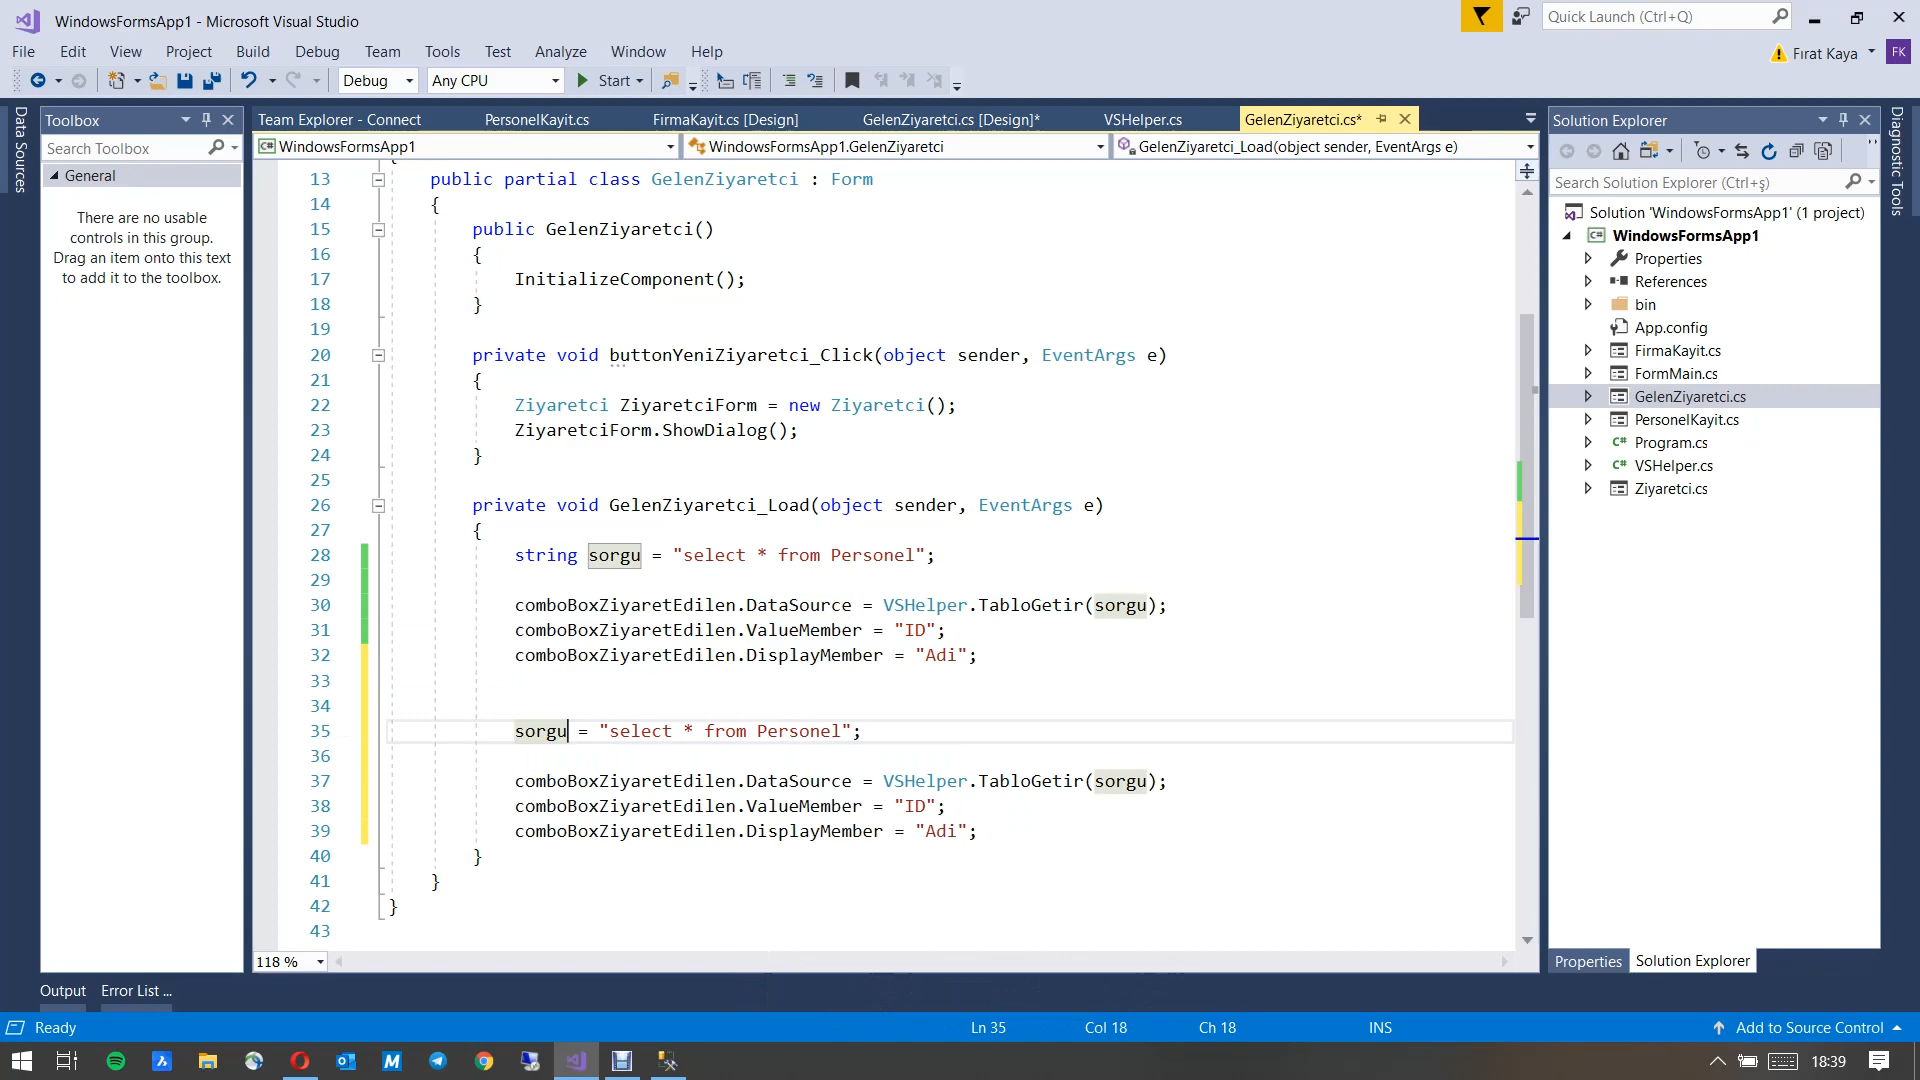 WindowsFormsApp1 - Microsoft Visual Studio
Quick Launch (Ctrl+Q)
File Edit View Project Build Debug Team Tools Test Analyze Window Help
Fırat Kaya FK
Debug Any CPU Start
Data Sources
Toolbox
Search Toolbox
General
There are no usable
controls in this group.
Drag an item onto this text
to add it to the toolbox.
Team Explorer - Connect PersonelKayit.cs FirmaKayit.cs [Design] GelenZiyaretci.cs [Design]* VSHelper.cs GelenZiyaretci.cs*
WindowsFormsApp1 WindowsFormsApp1.GelenZiyaretci GelenZiyaretci_Load(object sender, EventArgs e)
13 public partial class GelenZiyaretci : Form
14 {
15 public GelenZiyaretci()
16 {
17 InitializeComponent();
18 }
19
20 private void buttonYeniZiyaretci_Click(object sender, EventArgs e)
21 {
22 Ziyaretci ZiyaretciForm = new Ziyaretci();
23 ZiyaretciForm.ShowDialog();
24 }
25
26 private void GelenZiyaretci_Load(object sender, EventArgs e)
27 {
28 string sorgu = "select * from Personel";
29
30 comboBoxZiyaretEdilen.DataSource = VSHelper.TabloGetir(sorgu);
31 comboBoxZiyaretEdilen.ValueMember = "ID";
32 comboBoxZiyaretEdilen.DisplayMember = "Adi";
33
34
35 sorgu = "select * from Personel";
36
37 comboBoxZiyaretEdilen.DataSource = VSHelper.TabloGetir(sorgu);
38 comboBoxZiyaretEdilen.ValueMember = "ID";
39 comboBoxZiyaretEdilen.DisplayMember = "Adi";
40 }
41 }
42 }
43
118 %
Solution Explorer
Search Solution Explorer (Ctrl+ş)
Solution 'WindowsFormsApp1' (1 project)
C# WindowsFormsApp1
Properties
References
bin
App.config
FirmaKayit.cs
FormMain.cs
GelenZiyaretci.cs
PersonelKayit.cs
C# Program.cs
C# VSHelper.cs
Ziyaretci.cs
Properties Solution Explorer
Diagnostic Tools
Output Error List ...
Ready Ln 35 Col 18 Ch 18 INS Add to Source Control
18:39